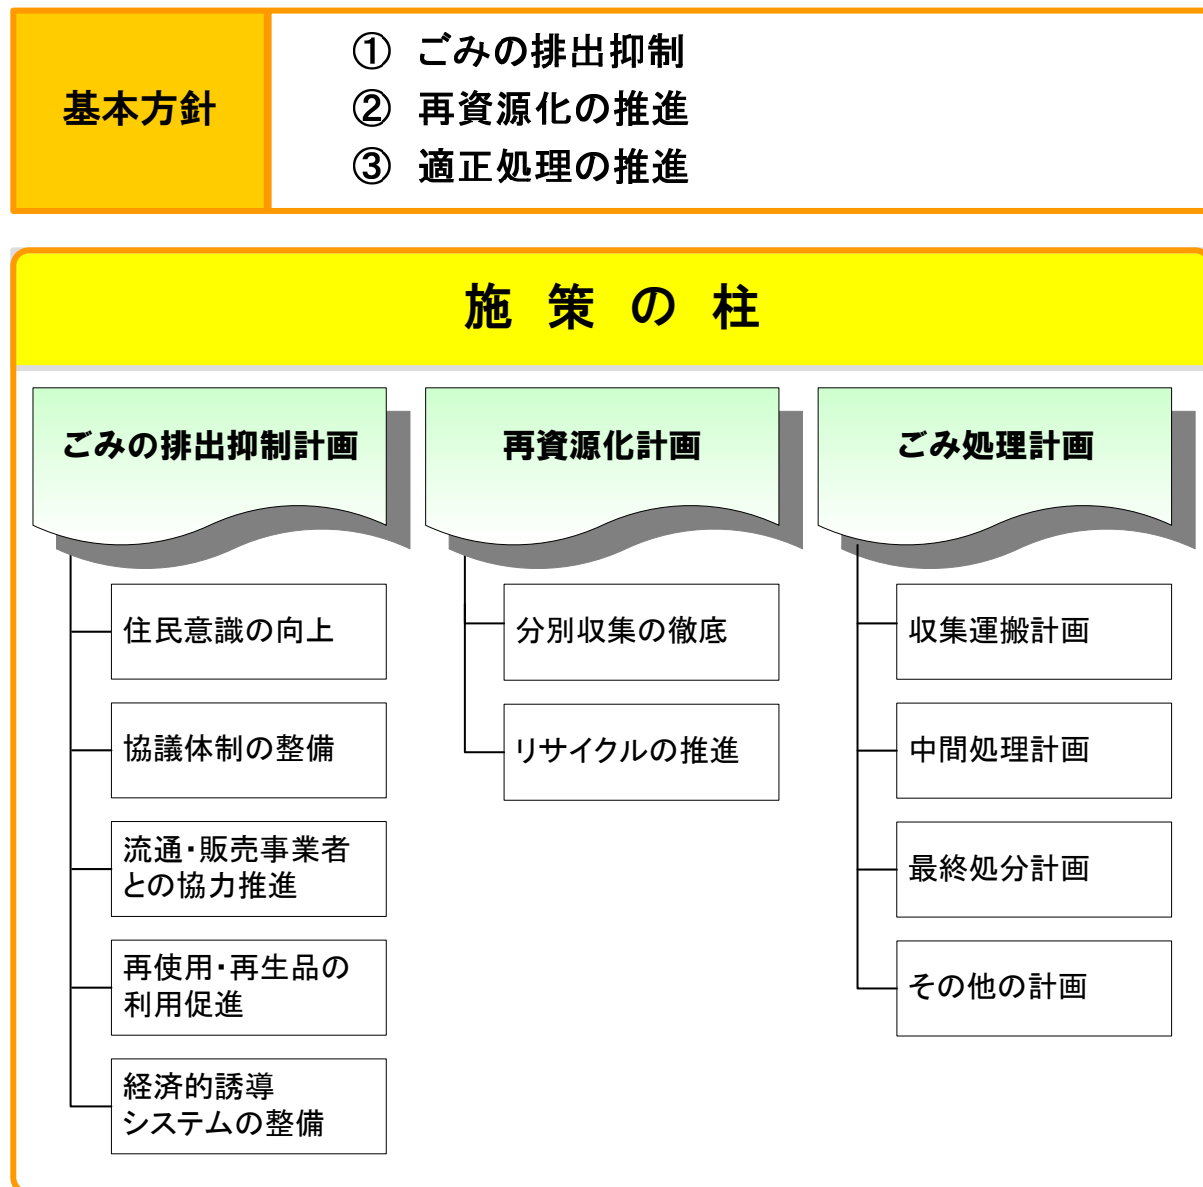 基本方針
① ごみの排出抑制
② 再資源化の推進
③ 適正処理の推進
施策の柱
ごみの排出抑制計画
住民意識の向上
協議体制の整備
流通・販売事業者
との協力推進
再使用・再生品の
利用促進
経済的誘導
システムの整備
再資源化計画
分別収集の徹底
リサイクルの推進
ごみ処理計画
収集運搬計画
中間処理計画
最終処分計画
その他の計画